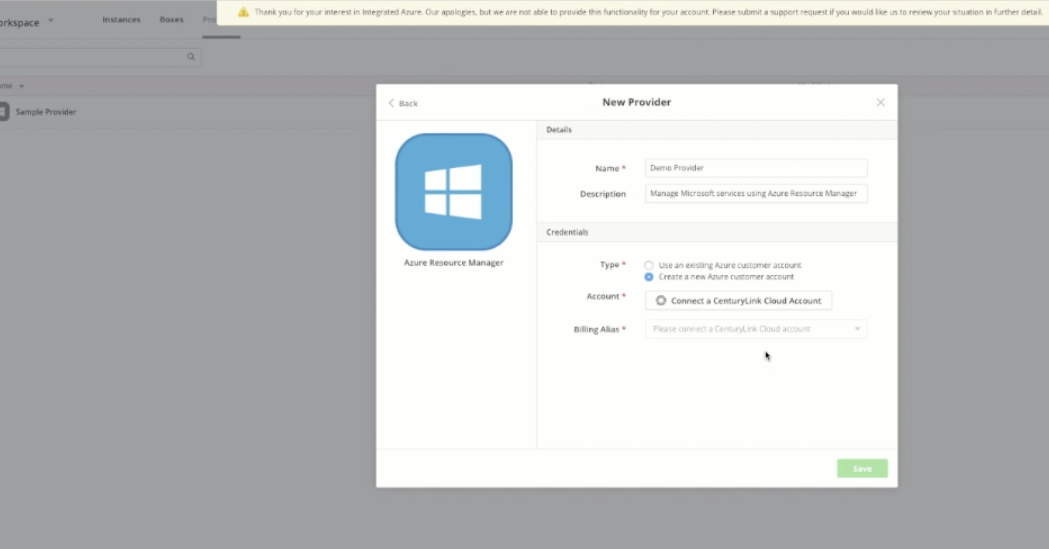 Thank you for your interest in Integrated Azure. Our apologies, but we are not able to provide this functionality for your account. Please submit a support request if you would like us to review your situation in further detail.
Instances Boxes
Sample Provider
Back
New Provider
Details
Name *
Demo Provider
Description
Manage Microsoft services using Azure Resource Manager
Azure Resource Manager
Credentials
Type *
Use an existing Azure customer account
Create a new Azure customer account
Account *
Connect a CenturyLink Cloud Account
Billing Alias *
Please connect a CenturyLink Cloud account
Save